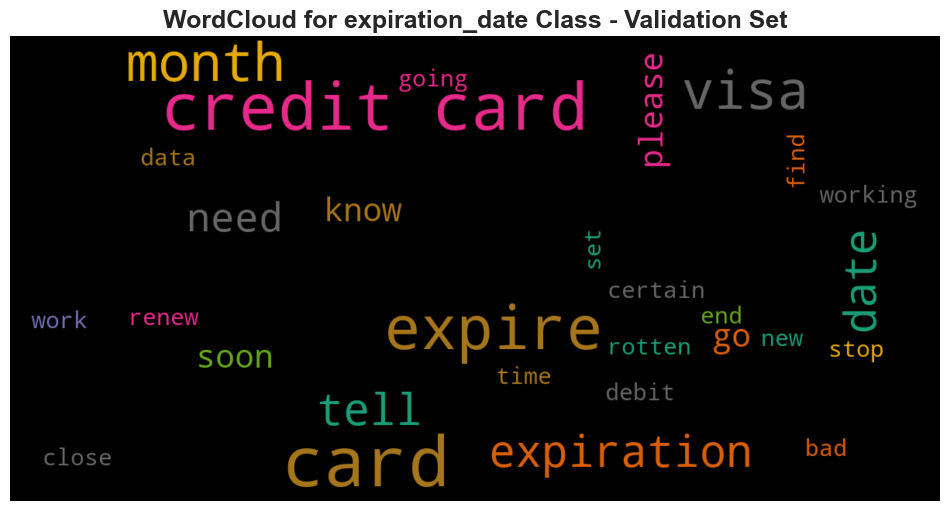 WordCloud for expiration_date Class - Validation Set
month
going
credit card
please
visa
data
find
working
need
know
set
date
certain
work
renew
expire
end
go
new
stop
soon
rotten
time
debit
tell
close
card
expiration
bad